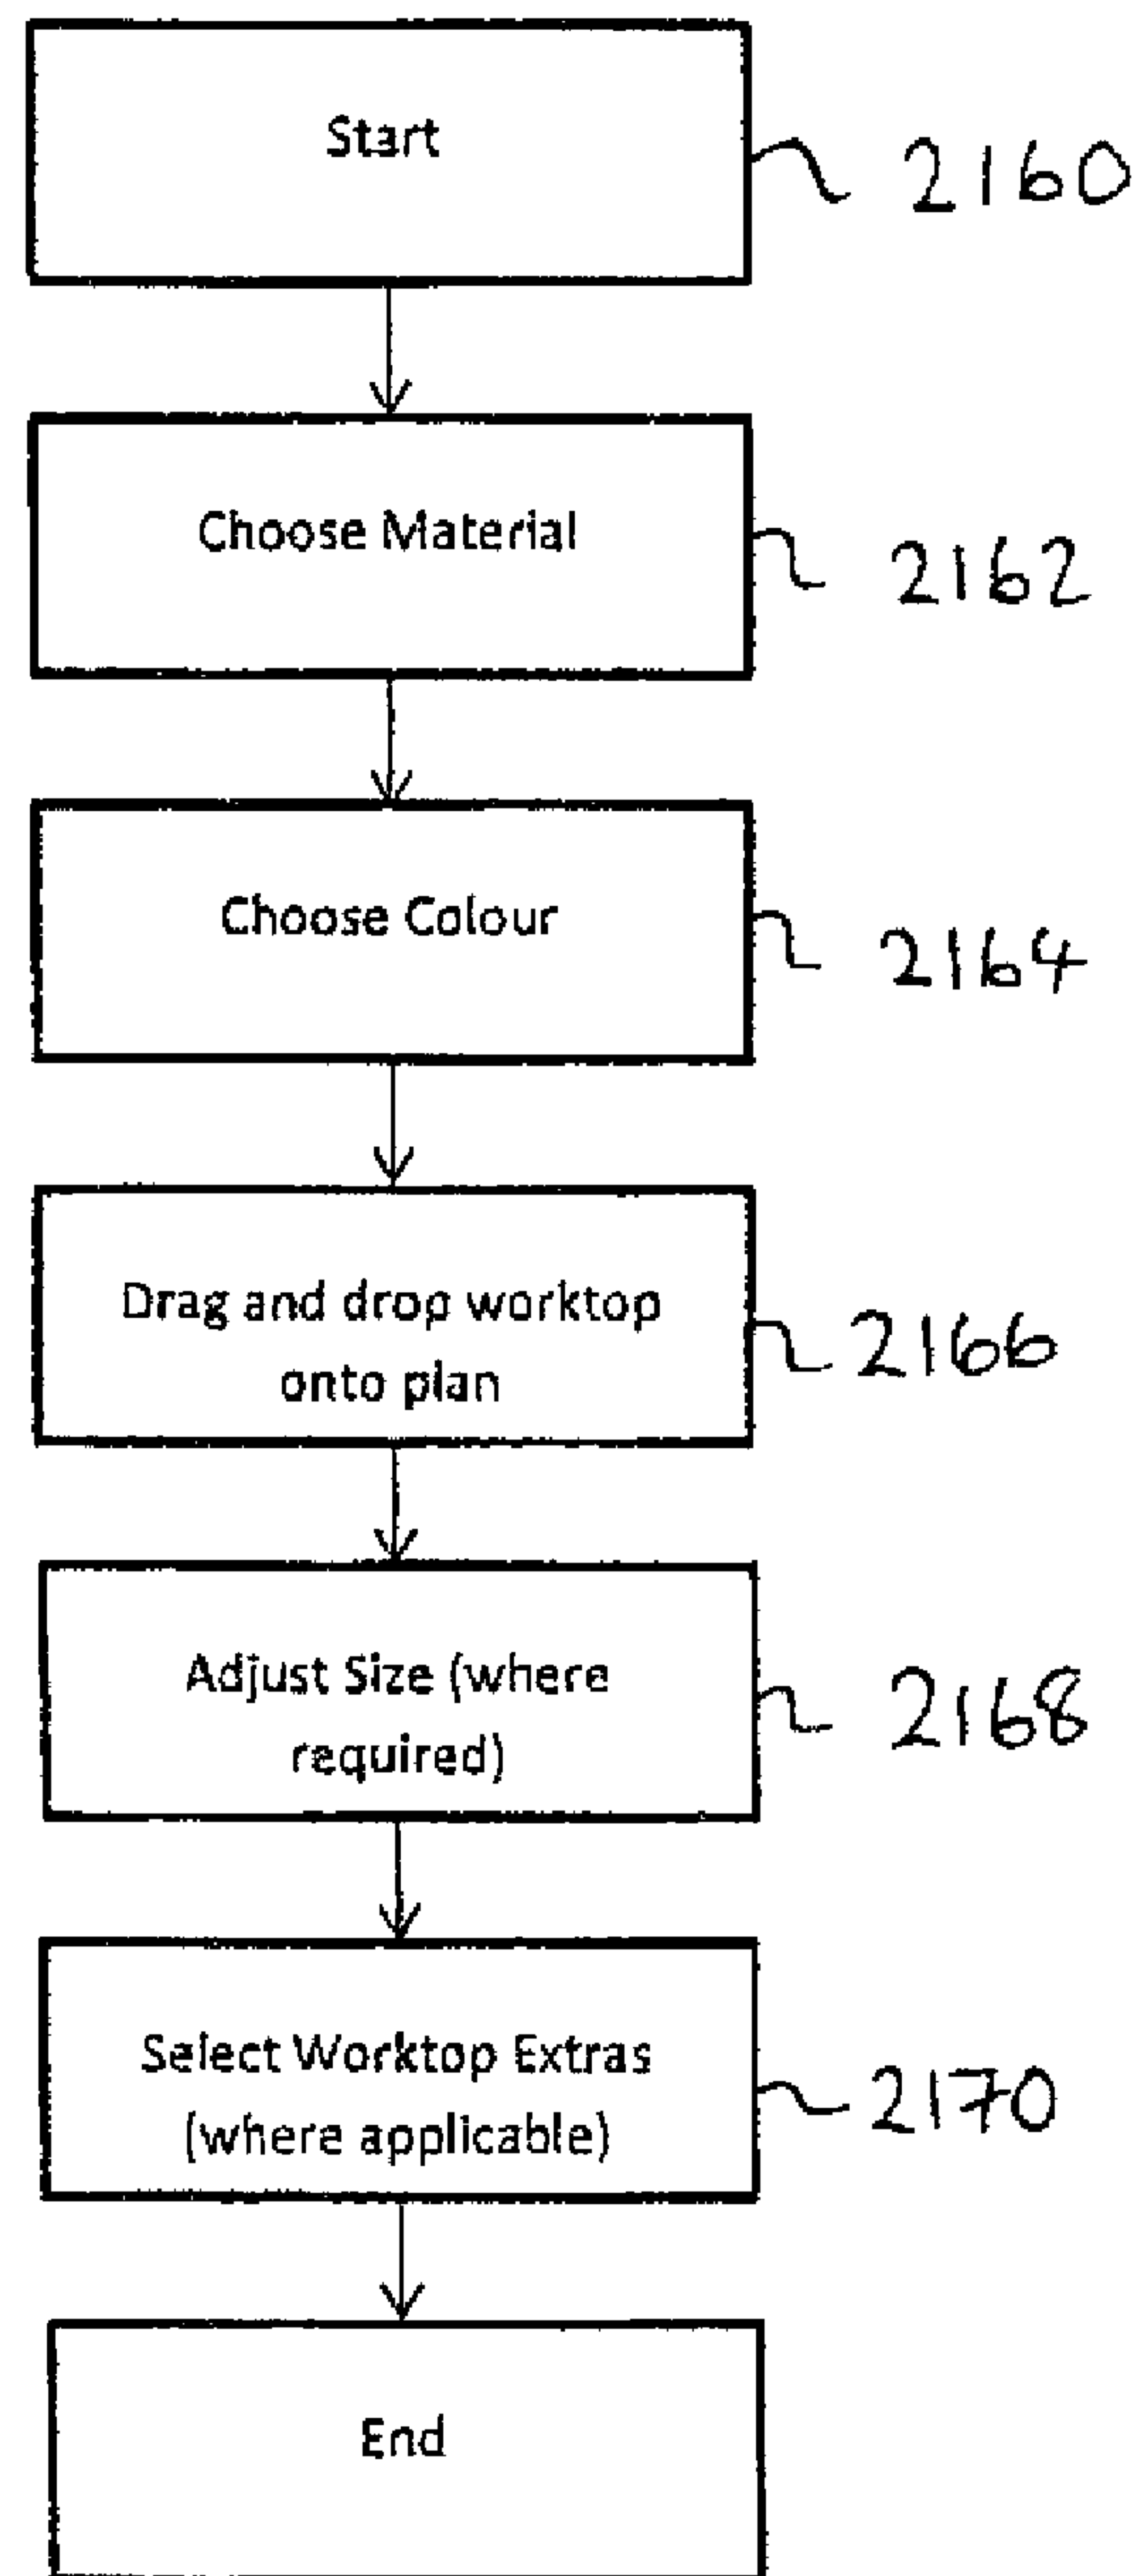 Start
2160
Choose Material
2162
Choose Colour
2164
Drag and drop worktop
onto plan
2166
Adjust Size (where
required)
2168
Select Worktop Extras
(where applicable)
2170
End